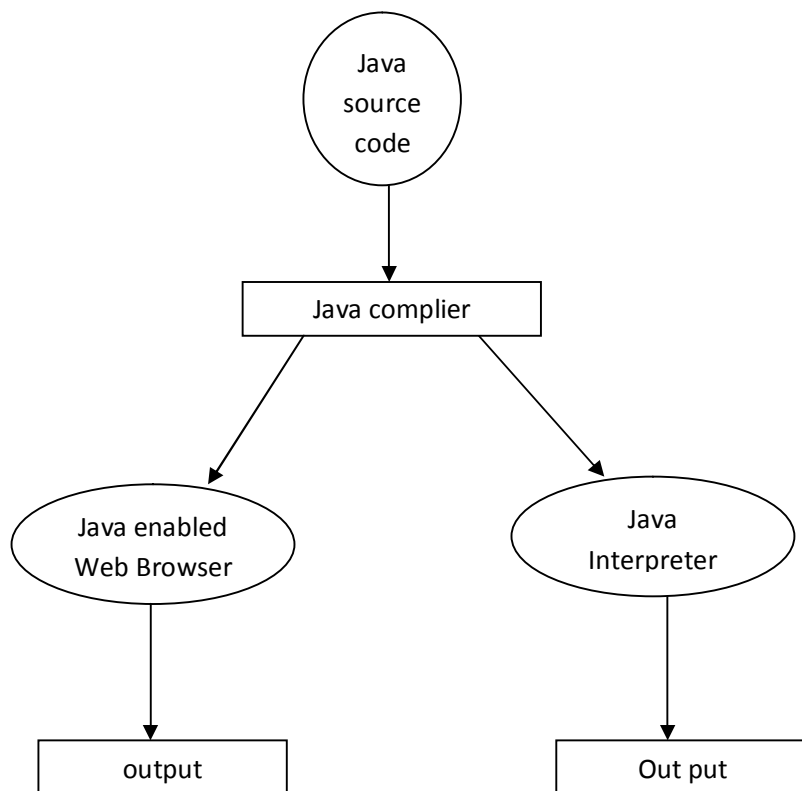 Java
source
code
Java complier
Java enabled
Web Browser
Java
Interpreter
output
Out put